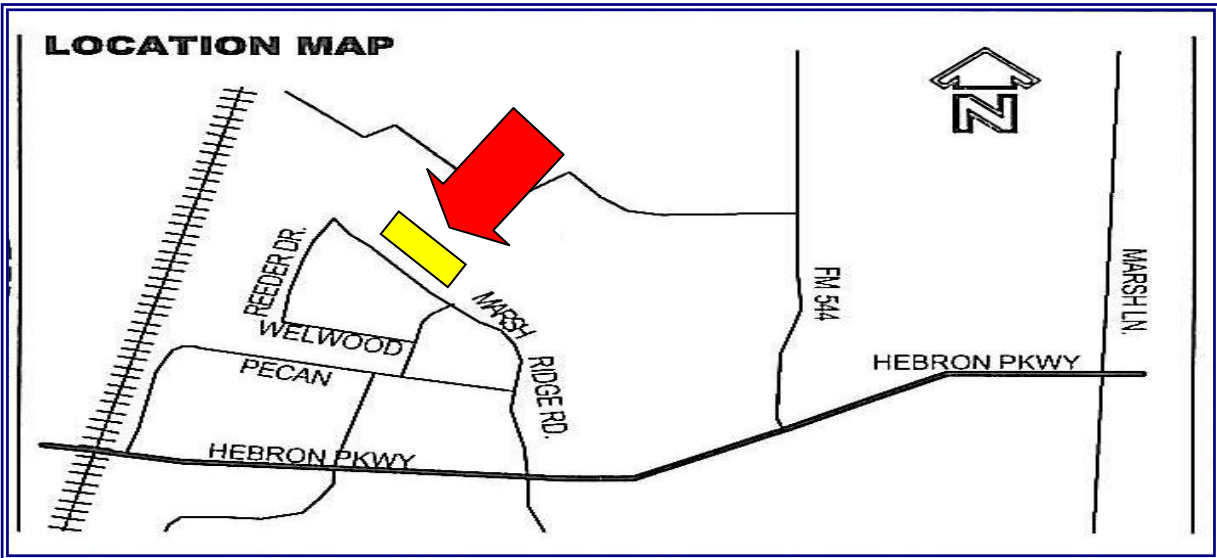 LOCATION MAP
N
REEDER DR.
WELWOOD
PECAN
MARSH
RIDGE RD.
HEBRON PKWY
FM 544
HEBRON PKWY
MARSH LN.